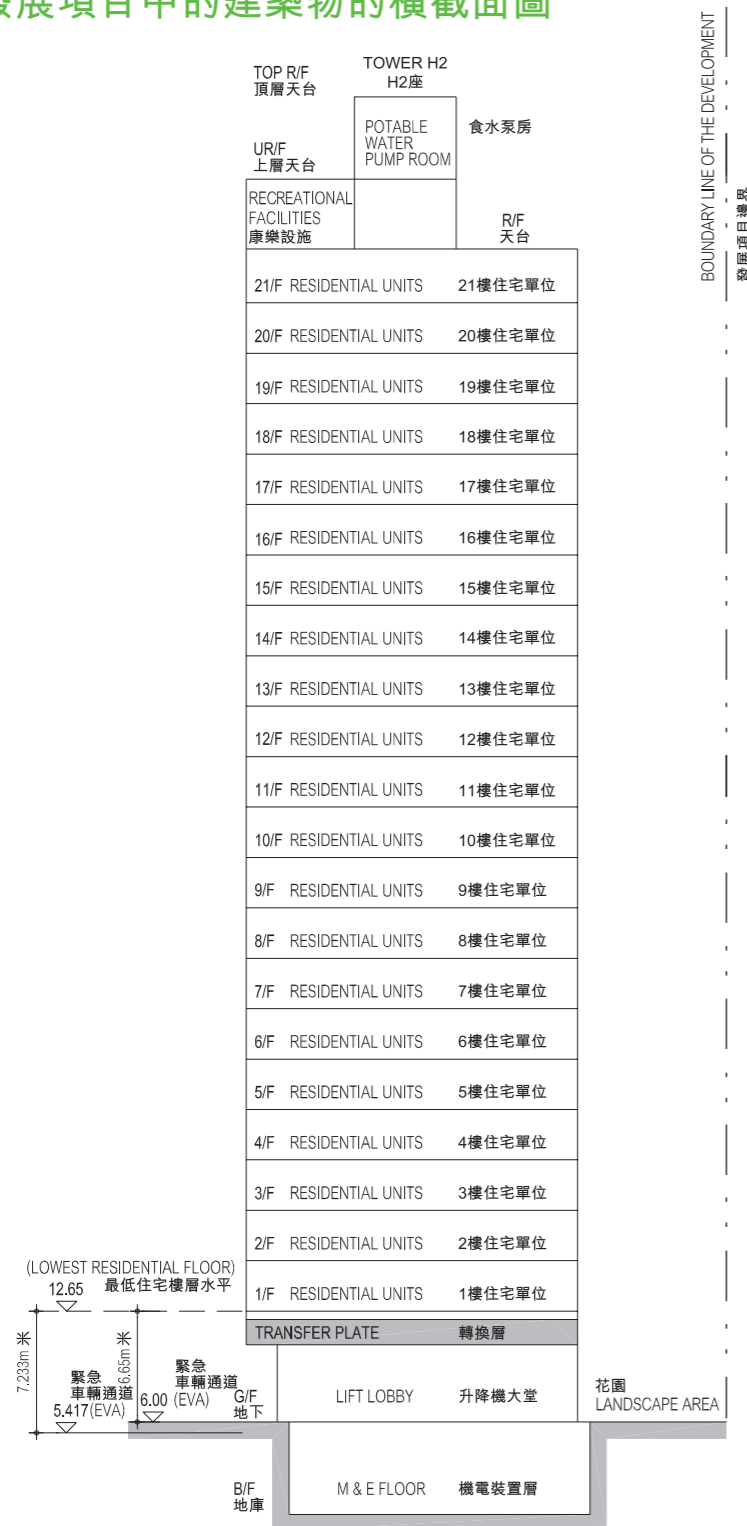 發展項目中的建築物的橫截面圖
TOWER H2
H2座
TOP R/F
頂層天台
POTABLE
WATER
PUMP ROOM
食水泵房
UR/F
上層天台
RECREATIONAL
FACILITIES
康樂設施
R/F
天台
BOUNDARY LINE OF THE DEVELOPMENT
發展項目邊界
21/F RESIDENTIAL UNITS 21樓住宅單位
20/F RESIDENTIAL UNITS 20樓住宅單位
19/F RESIDENTIAL UNITS 19樓住宅單位
18/F RESIDENTIAL UNITS 18樓住宅單位
17/F RESIDENTIAL UNITS 17樓住宅單位
16/F RESIDENTIAL UNITS 16樓住宅單位
15/F RESIDENTIAL UNITS 15樓住宅單位
14/F RESIDENTIAL UNITS 14樓住宅單位
13/F RESIDENTIAL UNITS 13樓住宅單位
12/F RESIDENTIAL UNITS 12樓住宅單位
11/F RESIDENTIAL UNITS 11樓住宅單位
10/F RESIDENTIAL UNITS 10樓住宅單位
9/F RESIDENTIAL UNITS 9樓住宅單位
8/F RESIDENTIAL UNITS 8樓住宅單位
7/F RESIDENTIAL UNITS 7樓住宅單位
6/F RESIDENTIAL UNITS 6樓住宅單位
5/F RESIDENTIAL UNITS 5樓住宅單位
4/F RESIDENTIAL UNITS 4樓住宅單位
3/F RESIDENTIAL UNITS 3樓住宅單位
2/F RESIDENTIAL UNITS 2樓住宅單位
(LOWEST RESIDENTIAL FLOOR)
12.65 最低住宅樓層水平
1/F RESIDENTIAL UNITS 1樓住宅單位
TRANSFER PLATE 轉換層
7.233m 米
6.65m 米
緊急
車輛通道
5.417(EVA)
緊急
車輛通道
6.00 (EVA)
G/F
地下
LIFT LOBBY 升降機大堂
花園
LANDSCAPE AREA
B/F
地庫
M & E FLOOR 機電裝置層